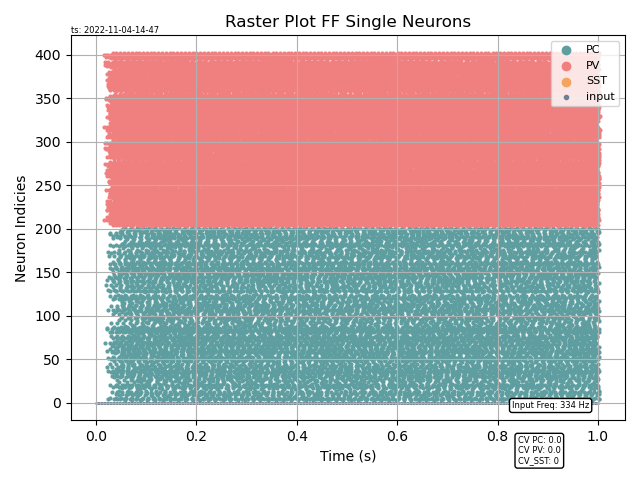 Raster Plot FF Single Neurons
ts: 2022-11-04-14-47
PC
PV
SST
input
400
350
300
250
200
150
100
50
0
Neuron Indicies
Input Freq: 334 Hz
0.0 0.2 0.4 0.6 0.8 1.0
Time (s)
CV PC: 0.0
CV PV: 0.0
CV_SST: 0